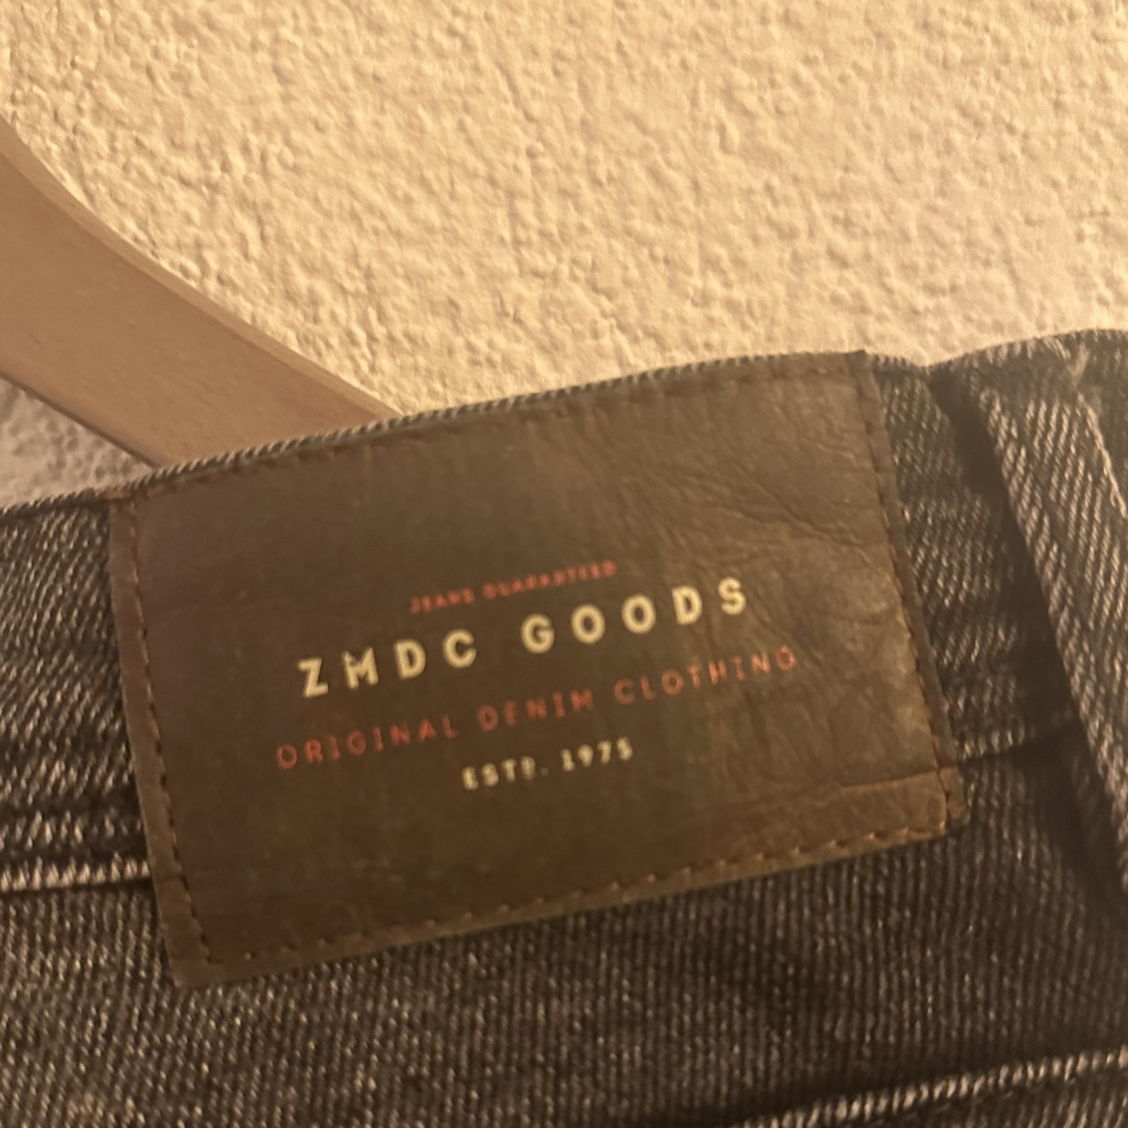 JEANS GUARANTEED
ZMDC GOODS
ORIGINAL DENIM CLOTHING
ESTD. 1975